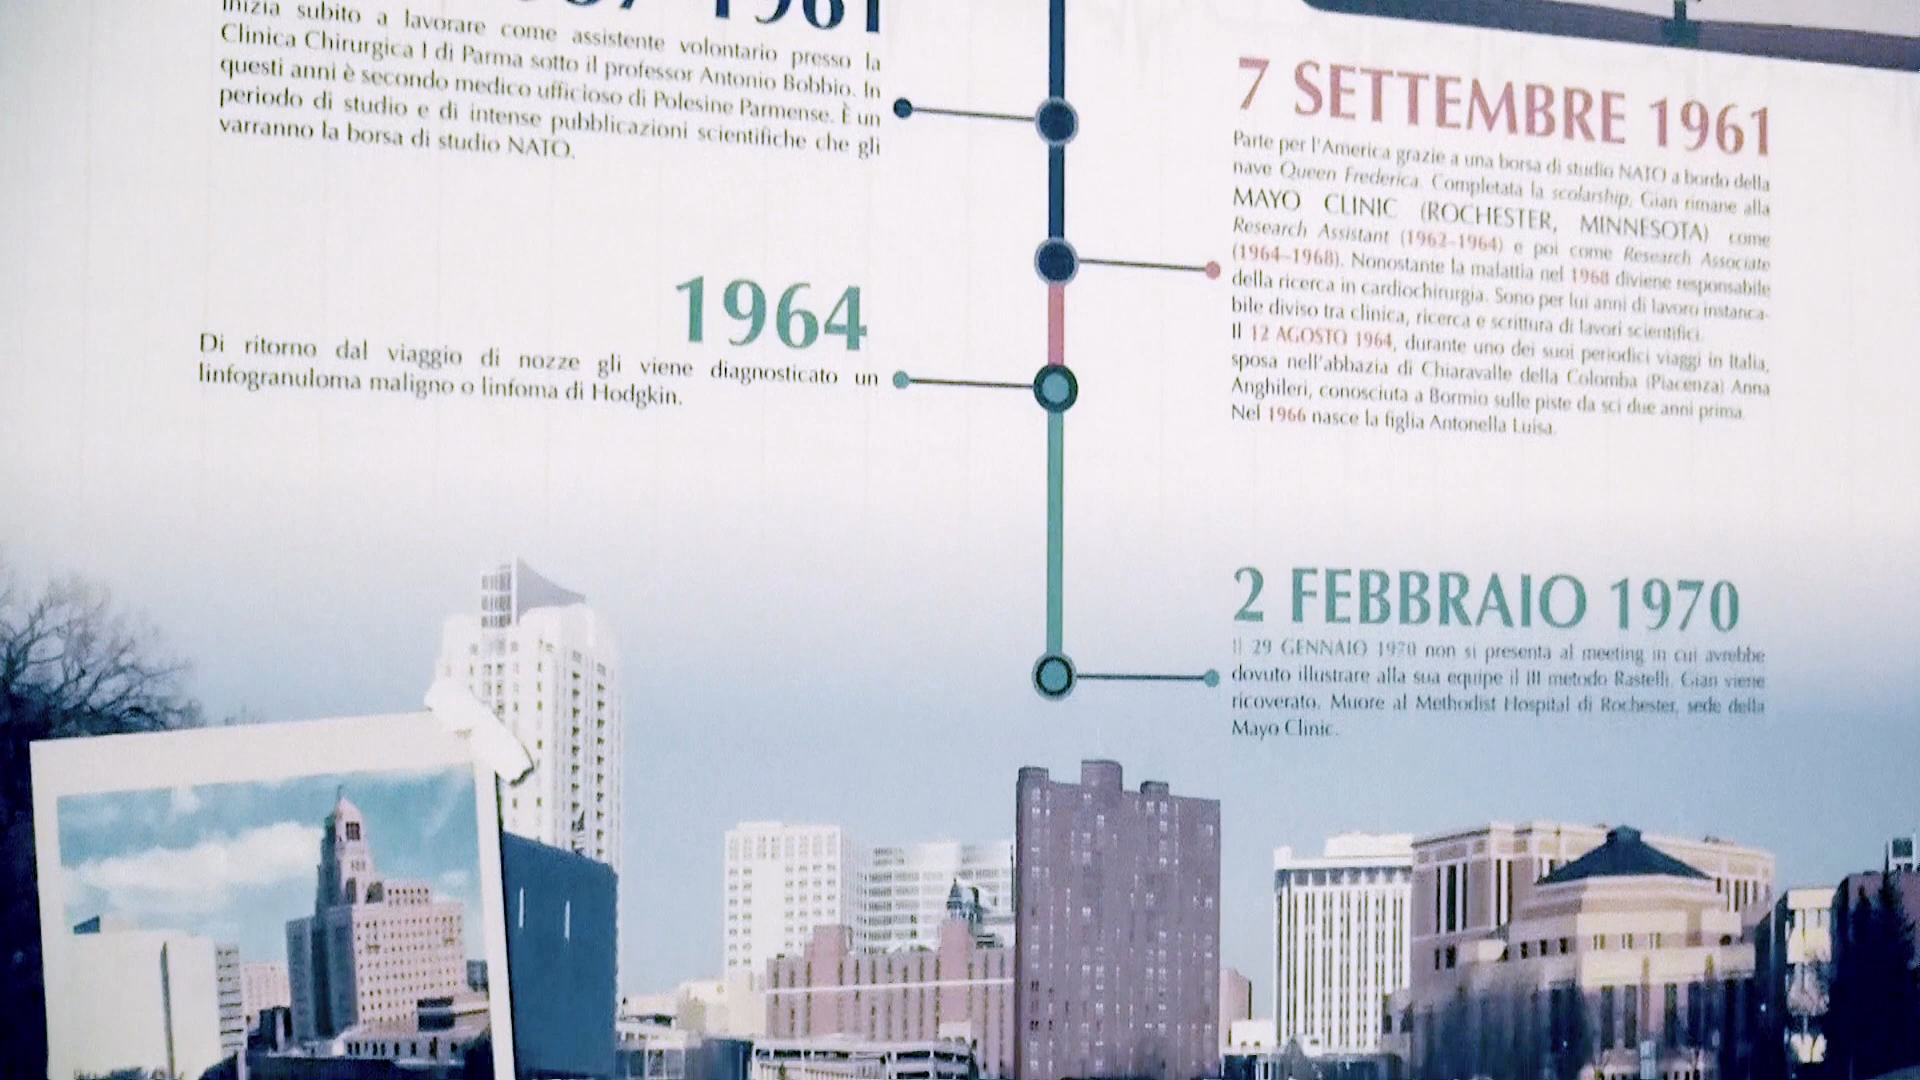 1961
Inizia subito a lavorare come assistente volontario presso la
Clinica Chirurgica I di Parma sotto il professor Antonio Bobbio. In
questi anni è secondo medico ufficioso di Polesine Parmense. È un
periodo di studio e di intense pubblicazioni scientifiche che gli
varranno la borsa di studio NATO.
7 SETTEMBRE 1961
Parte per l'America grazie a una borsa di studio NATO a bordo della
nave Queen Frederica. Completata la scolarship, Gian rimane alla
MAYO CLINIC (ROCHESTER, MINNESOTA) come
Research Assistant (1962–1964) e poi come Research Associate
(1964–1968). Nonostante la malattia nel 1968 diviene responsabile
della ricerca in cardiochirurgia. Sono per lui anni di lavoro instanca-
bile diviso tra clinica, ricerca e scrittura di lavori scientifici.
Il 12 AGOSTO 1964, durante uno dei suoi periodici viaggi in Italia,
sposa nell'abbazia di Chiaravalle della Colomba (Piacenza) Anna
Anghileri, conosciuta a Bormio sulle piste da sci due anni prima.
Nel 1966 nasce la figlia Antonella Luisa.
1964
Di ritorno dal viaggio di nozze gli viene diagnosticato un
linfogranuloma maligno o linfoma di Hodgkin.
2 FEBBRAIO 1970
Il 29 GENNAIO 1970 non si presenta al meeting in cui avrebbe
dovuto illustrare alla sua equipe il III metodo Rastelli. Gian viene
ricoverato. Muore al Methodist Hospital di Rochester, sede della
Mayo Clinic.